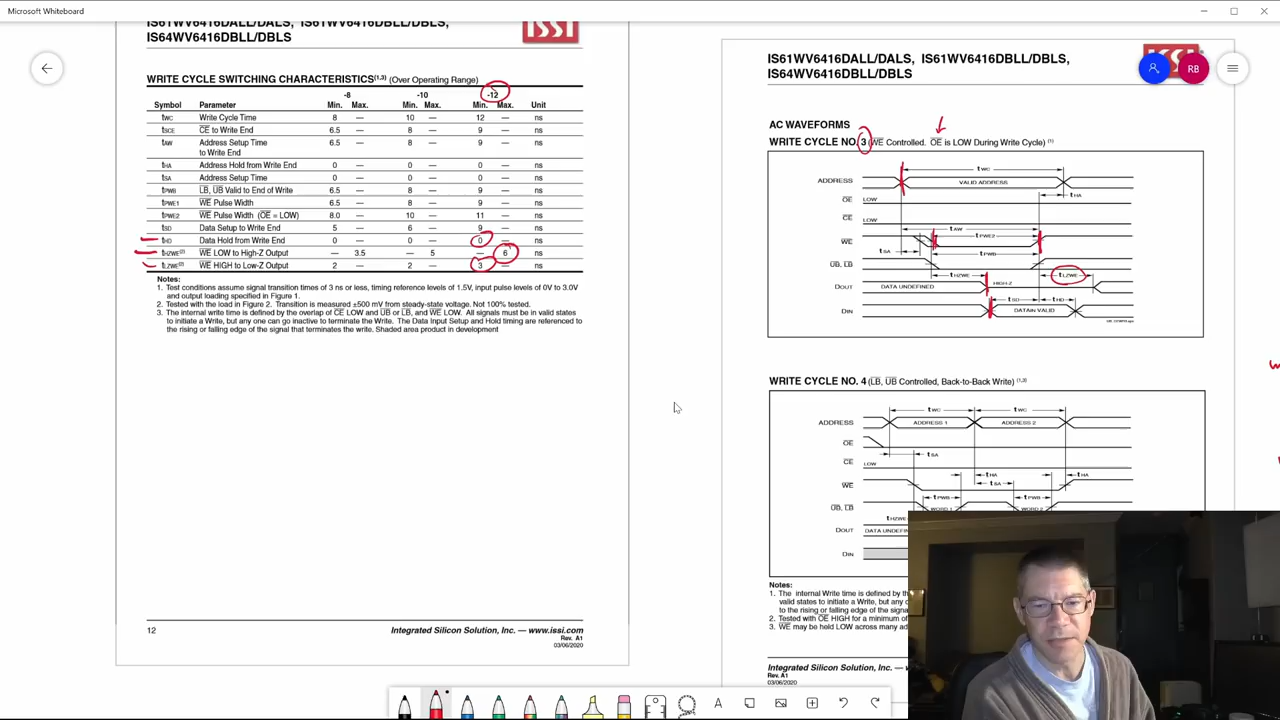 Microsoft Whiteboard
IS61WV6416DALL/DALS, IS61WV6416DBLL/DBLS,
IS64WV6416DBLL/DBLS
ISSI
WRITE CYCLE SWITCHING CHARACTERISTICS(1,3) (Over Operating Range)
-8 -10 -12
Symbol Parameter Min. Max. Min. Max. Min. Max. Unit
tWC Write Cycle Time 8 — 10 — 12 — ns
tSCE CE to Write End 6.5 — 8 — 9 — ns
tAW Address Setup Time 6.5 — 8 — 9 — ns
to Write End
tHA Address Hold from Write End 0 — 0 — 0 — ns
tSA Address Setup Time 0 — 0 — 0 — ns
tPWB LB, UB Valid to End of Write 6.5 — 8 — 9 — ns
tPWE1 WE Pulse Width 6.5 — 8 — 9 — ns
tPWE2 WE Pulse Width (OE = LOW) 8.0 — 10 — 11 — ns
tSD Data Setup to Write End 5 — 6 — 9 — ns
tHD Data Hold from Write End 0 — 0 — 0 — ns
tHZWE(2) WE LOW to High-Z Output — 3.5 — 5 — 6 ns
tLZWE(2) WE HIGH to Low-Z Output 2 — 2 — 3 — ns
Notes:
1. Test conditions assume signal transition times of 3 ns or less, timing reference levels of 1.5V, input pulse levels of 0V to 3.0V
and output loading specified in Figure 1.
2. Tested with the load in Figure 2. Transition is measured ±500 mV from steady-state voltage. Not 100% tested.
3. The internal write time is defined by the overlap of CE LOW and UB or LB, and WE LOW. All signals must be in valid states
to initiate a Write, but any one can go inactive to terminate the Write. The Data Input Setup and Hold timing are referenced to
the rising or falling edge of the signal that terminates the write. Shaded area product in development
12
Integrated Silicon Solution, Inc. — www.issi.com
Rev. A1
03/06/2020
IS61WV6416DALL/DALS, IS61WV6416DBLL/DBLS,
IS64WV6416DBLL/DBLS
RB
AC WAVEFORMS
WRITE CYCLE NO. 3 (WE Controlled. OE is LOW During Write Cycle) (1)
tWC
ADDRESS VALID ADDRESS
tHA
OE LOW
CE LOW
tAW
tPWE2
WE
tSA tPWB
UB, LB
tHZWE tLZWE
DOUT DATA UNDEFINED HIGH-Z
tSD tHD
DIN DATAIN VALID
WRITE CYCLE NO. 4 (LB, UB Controlled, Back-to-Back Write) (1,3)
tWC tWC
ADDRESS ADDRESS 1 ADDRESS 2
OE
tSA
CE LOW
tHA tHA
tSA
WE
tPWB tPWB
UB, LB WORD 1 WORD 2
tHZWE
DOUT DATA UNDEF
DIN
Notes:
1. The internal Write time is defined by th
valid states to initiate a Write, but any
to the rising or falling edge of the signa
2. Tested with OE HIGH for a minimum of
3. WE may be held LOW across many ad
Integrated Silicon Solution, Inc. —
Rev. A1
03/06/2020